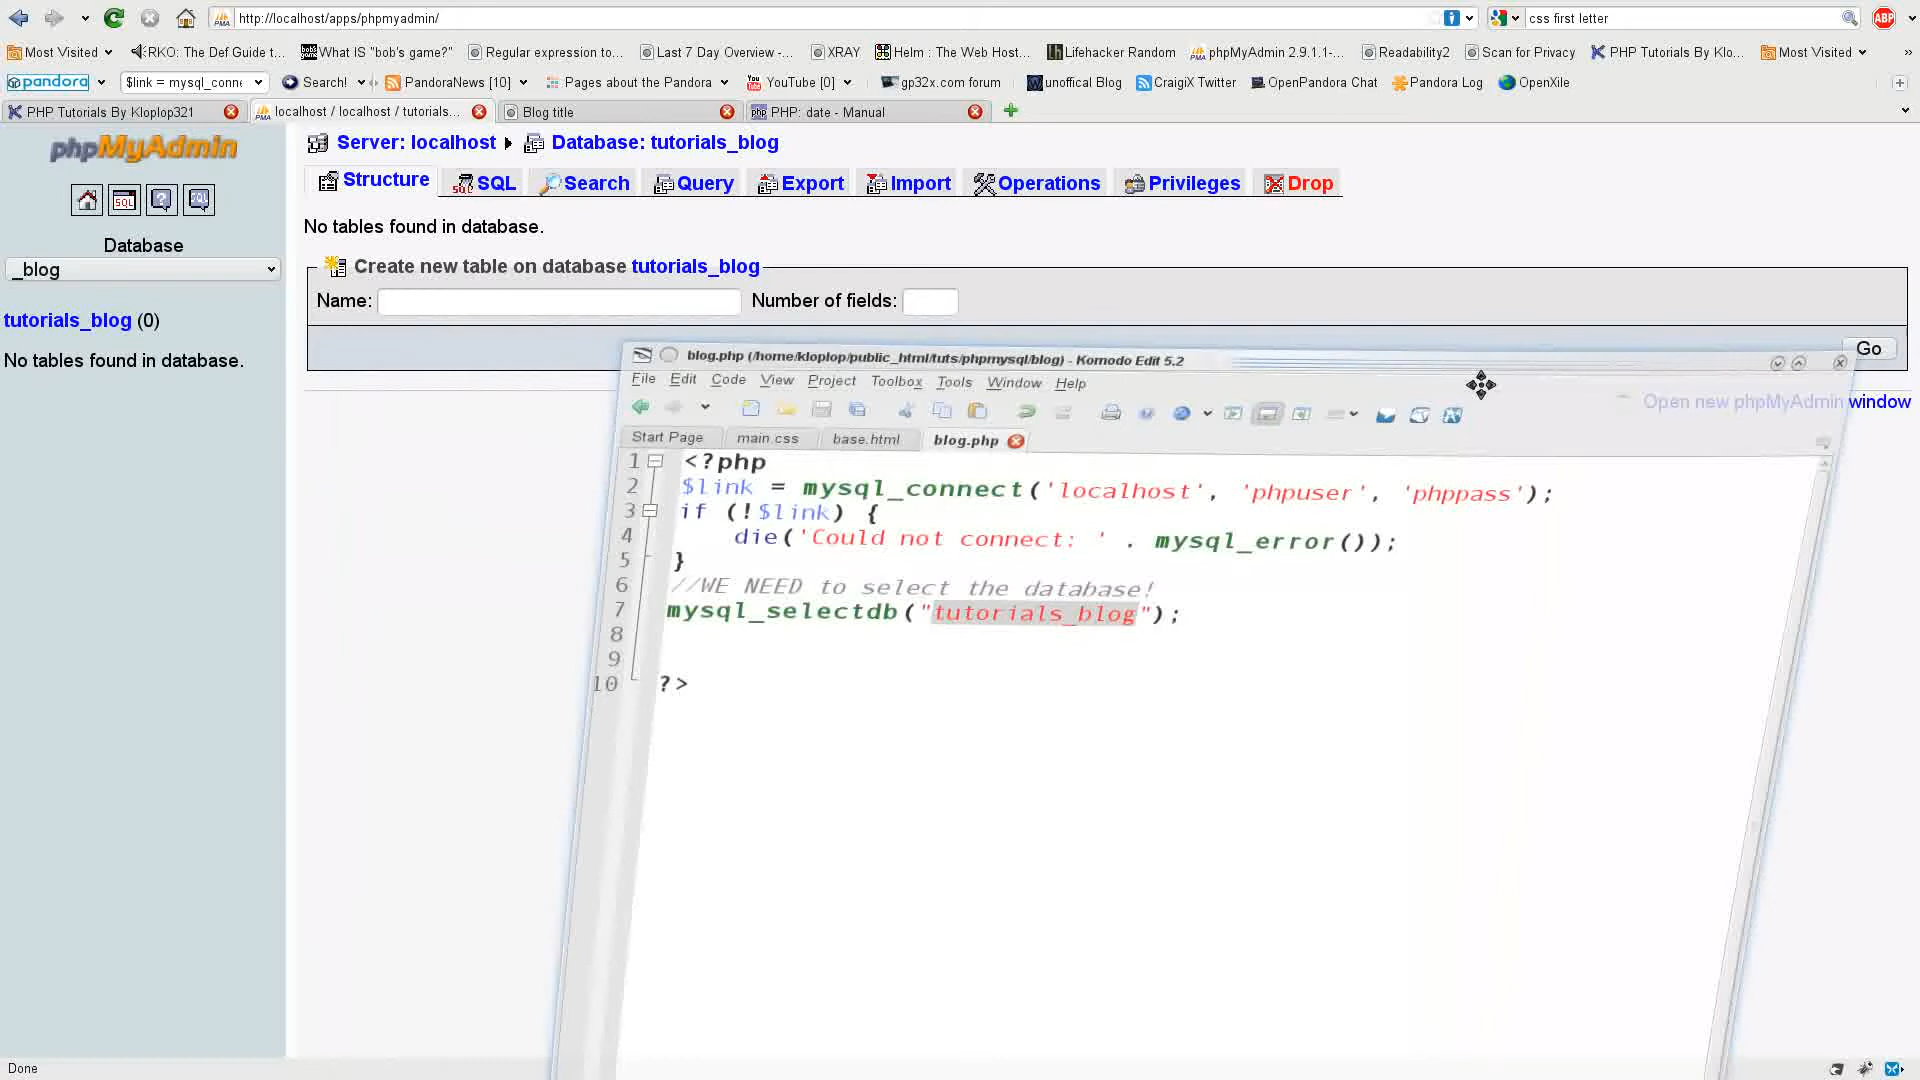 http://localhost/apps/phpmyadmin/
css first letter
ABP
Most Visited
RKO: The Def Guide t...
What IS "bob's game?"
Regular expression to...
Last 7 Day Overview -...
XRAY
Helm : The Web Host...
Lifehacker Random
phpMyAdmin 2.9.1.1-...
Readability2
Scan for Privacy
PHP Tutorials By Klo...
Most Visited
»
pandora
$link = mysql_conne
Search!
PandoraNews [10]
Pages about the Pandora
YouTube [0]
gp32x.com forum
unoffical Blog
CraigiX Twitter
OpenPandora Chat
Pandora Log
OpenXile
PHP Tutorials By Kloplop321
localhost / localhost / tutorials...
Blog title
PHP: date - Manual
phpMyAdmin
Server: localhost
Database: tutorials_blog
Structure
SQL
Search
Query
Export
Import
Operations
Privileges
Drop
SQL
Database
_blog
tutorials_blog (0)
No tables found in database.
No tables found in database.
Create new table on database tutorials_blog
Name:
Number of fields:
Go
Open new phpMyAdmin window
blog.php (/home/kloplop/public_html/tuts/phpmysql/blog) - Komodo Edit 5.2
File Edit Code View Project Toolbox Tools Window Help
Start Page main.css base.html blog.php
1 <?php
2 $link = mysql_connect('localhost', 'phpuser', 'phppass');
3 if (!$link) {
4 die('Could not connect: ' . mysql_error());
5 }
6 //WE NEED to select the database!
7 mysql_selectdb("tutorials_blog");
8
9
10 ?>
Done